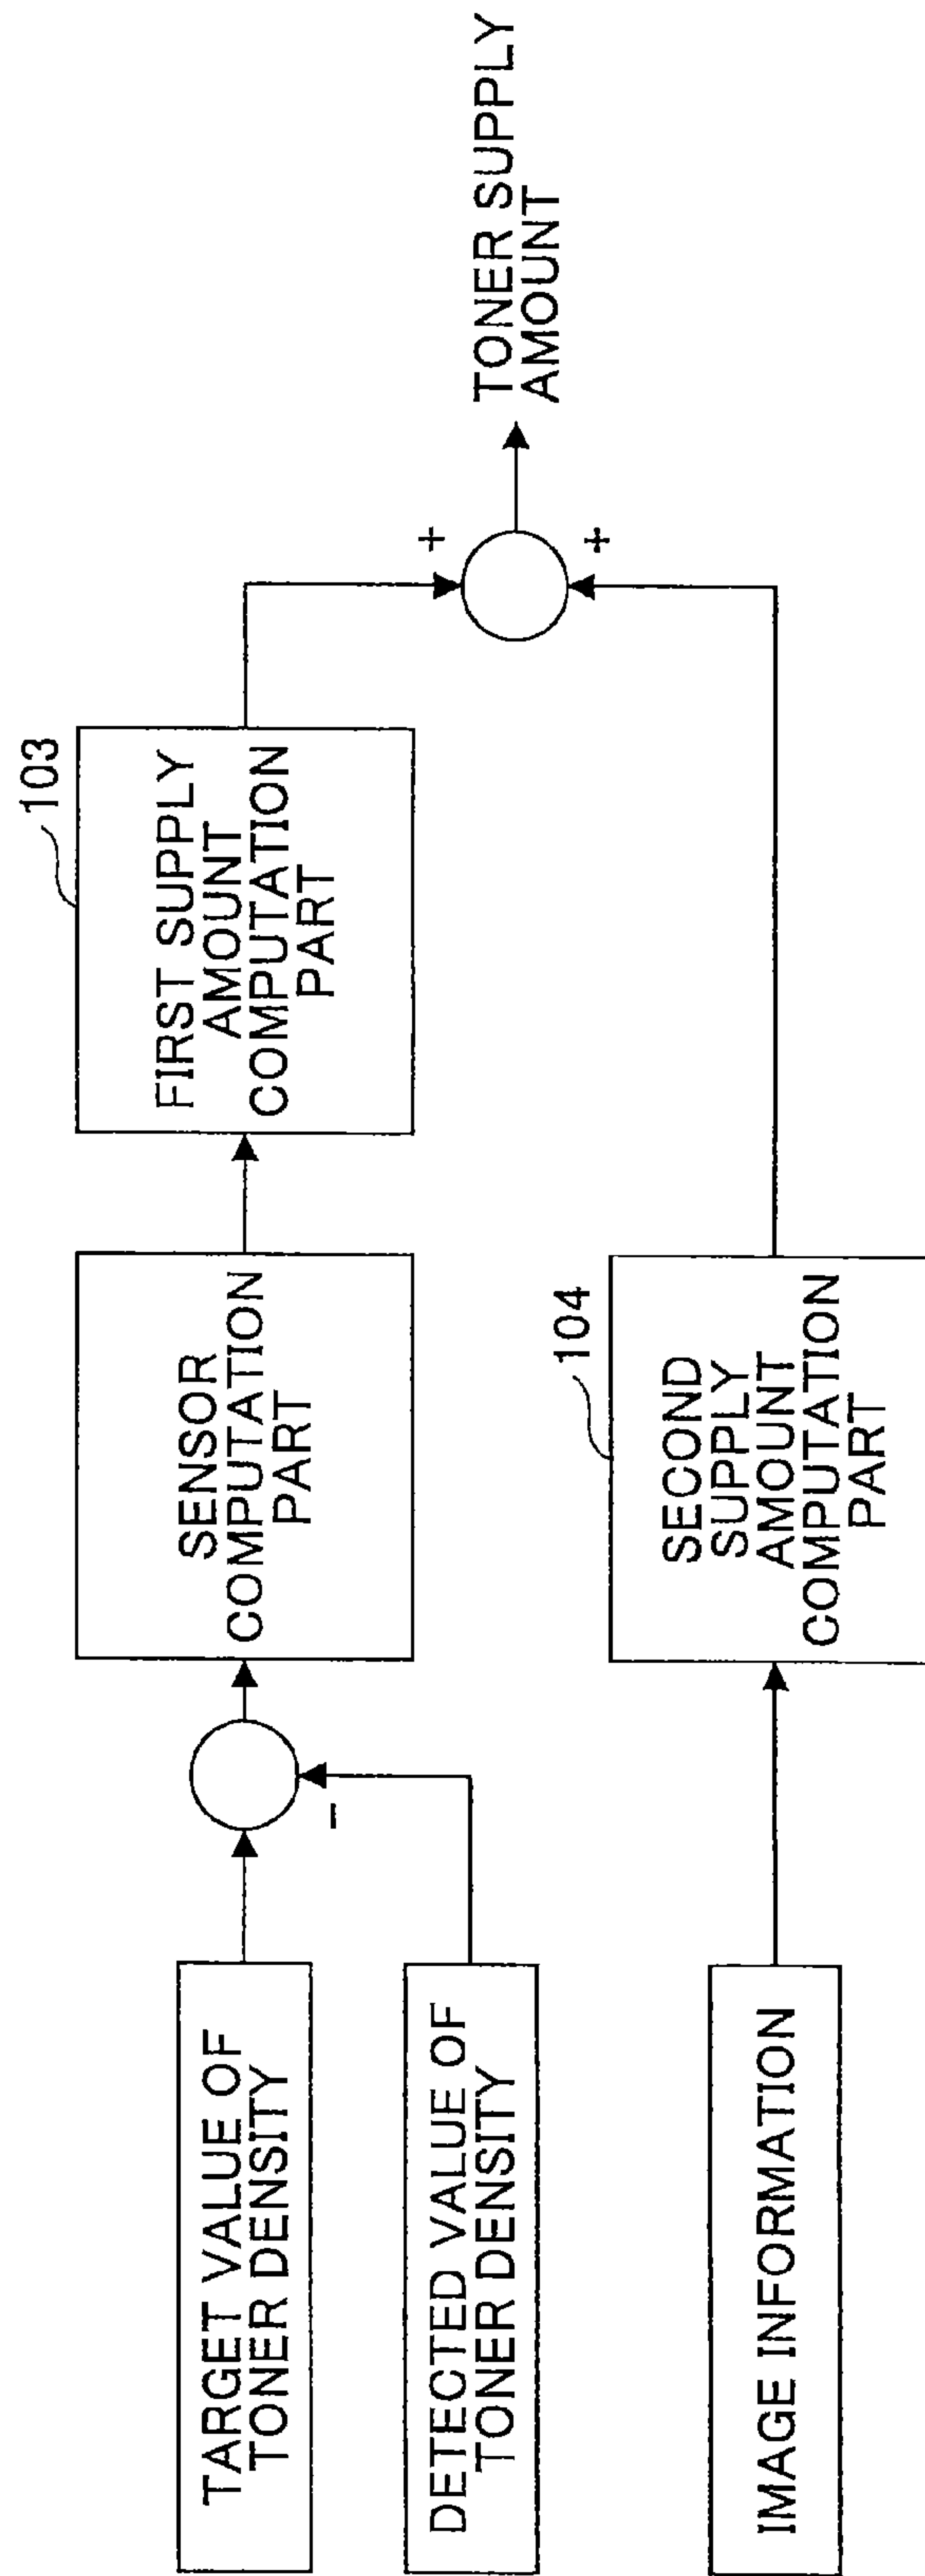 TARGET VALUE OF
TONER DENSITY
DETECTED VALUE OF
TONER DENSITY
-
IMAGE INFORMATION
SENSOR
COMPUTATION
PART
103
FIRST SUPPLY
AMOUNT
COMPUTATION
PART
104
SECOND
SUPPLY
AMOUNT
COMPUTATION
PART
+
+
TONER SUPPLY
AMOUNT